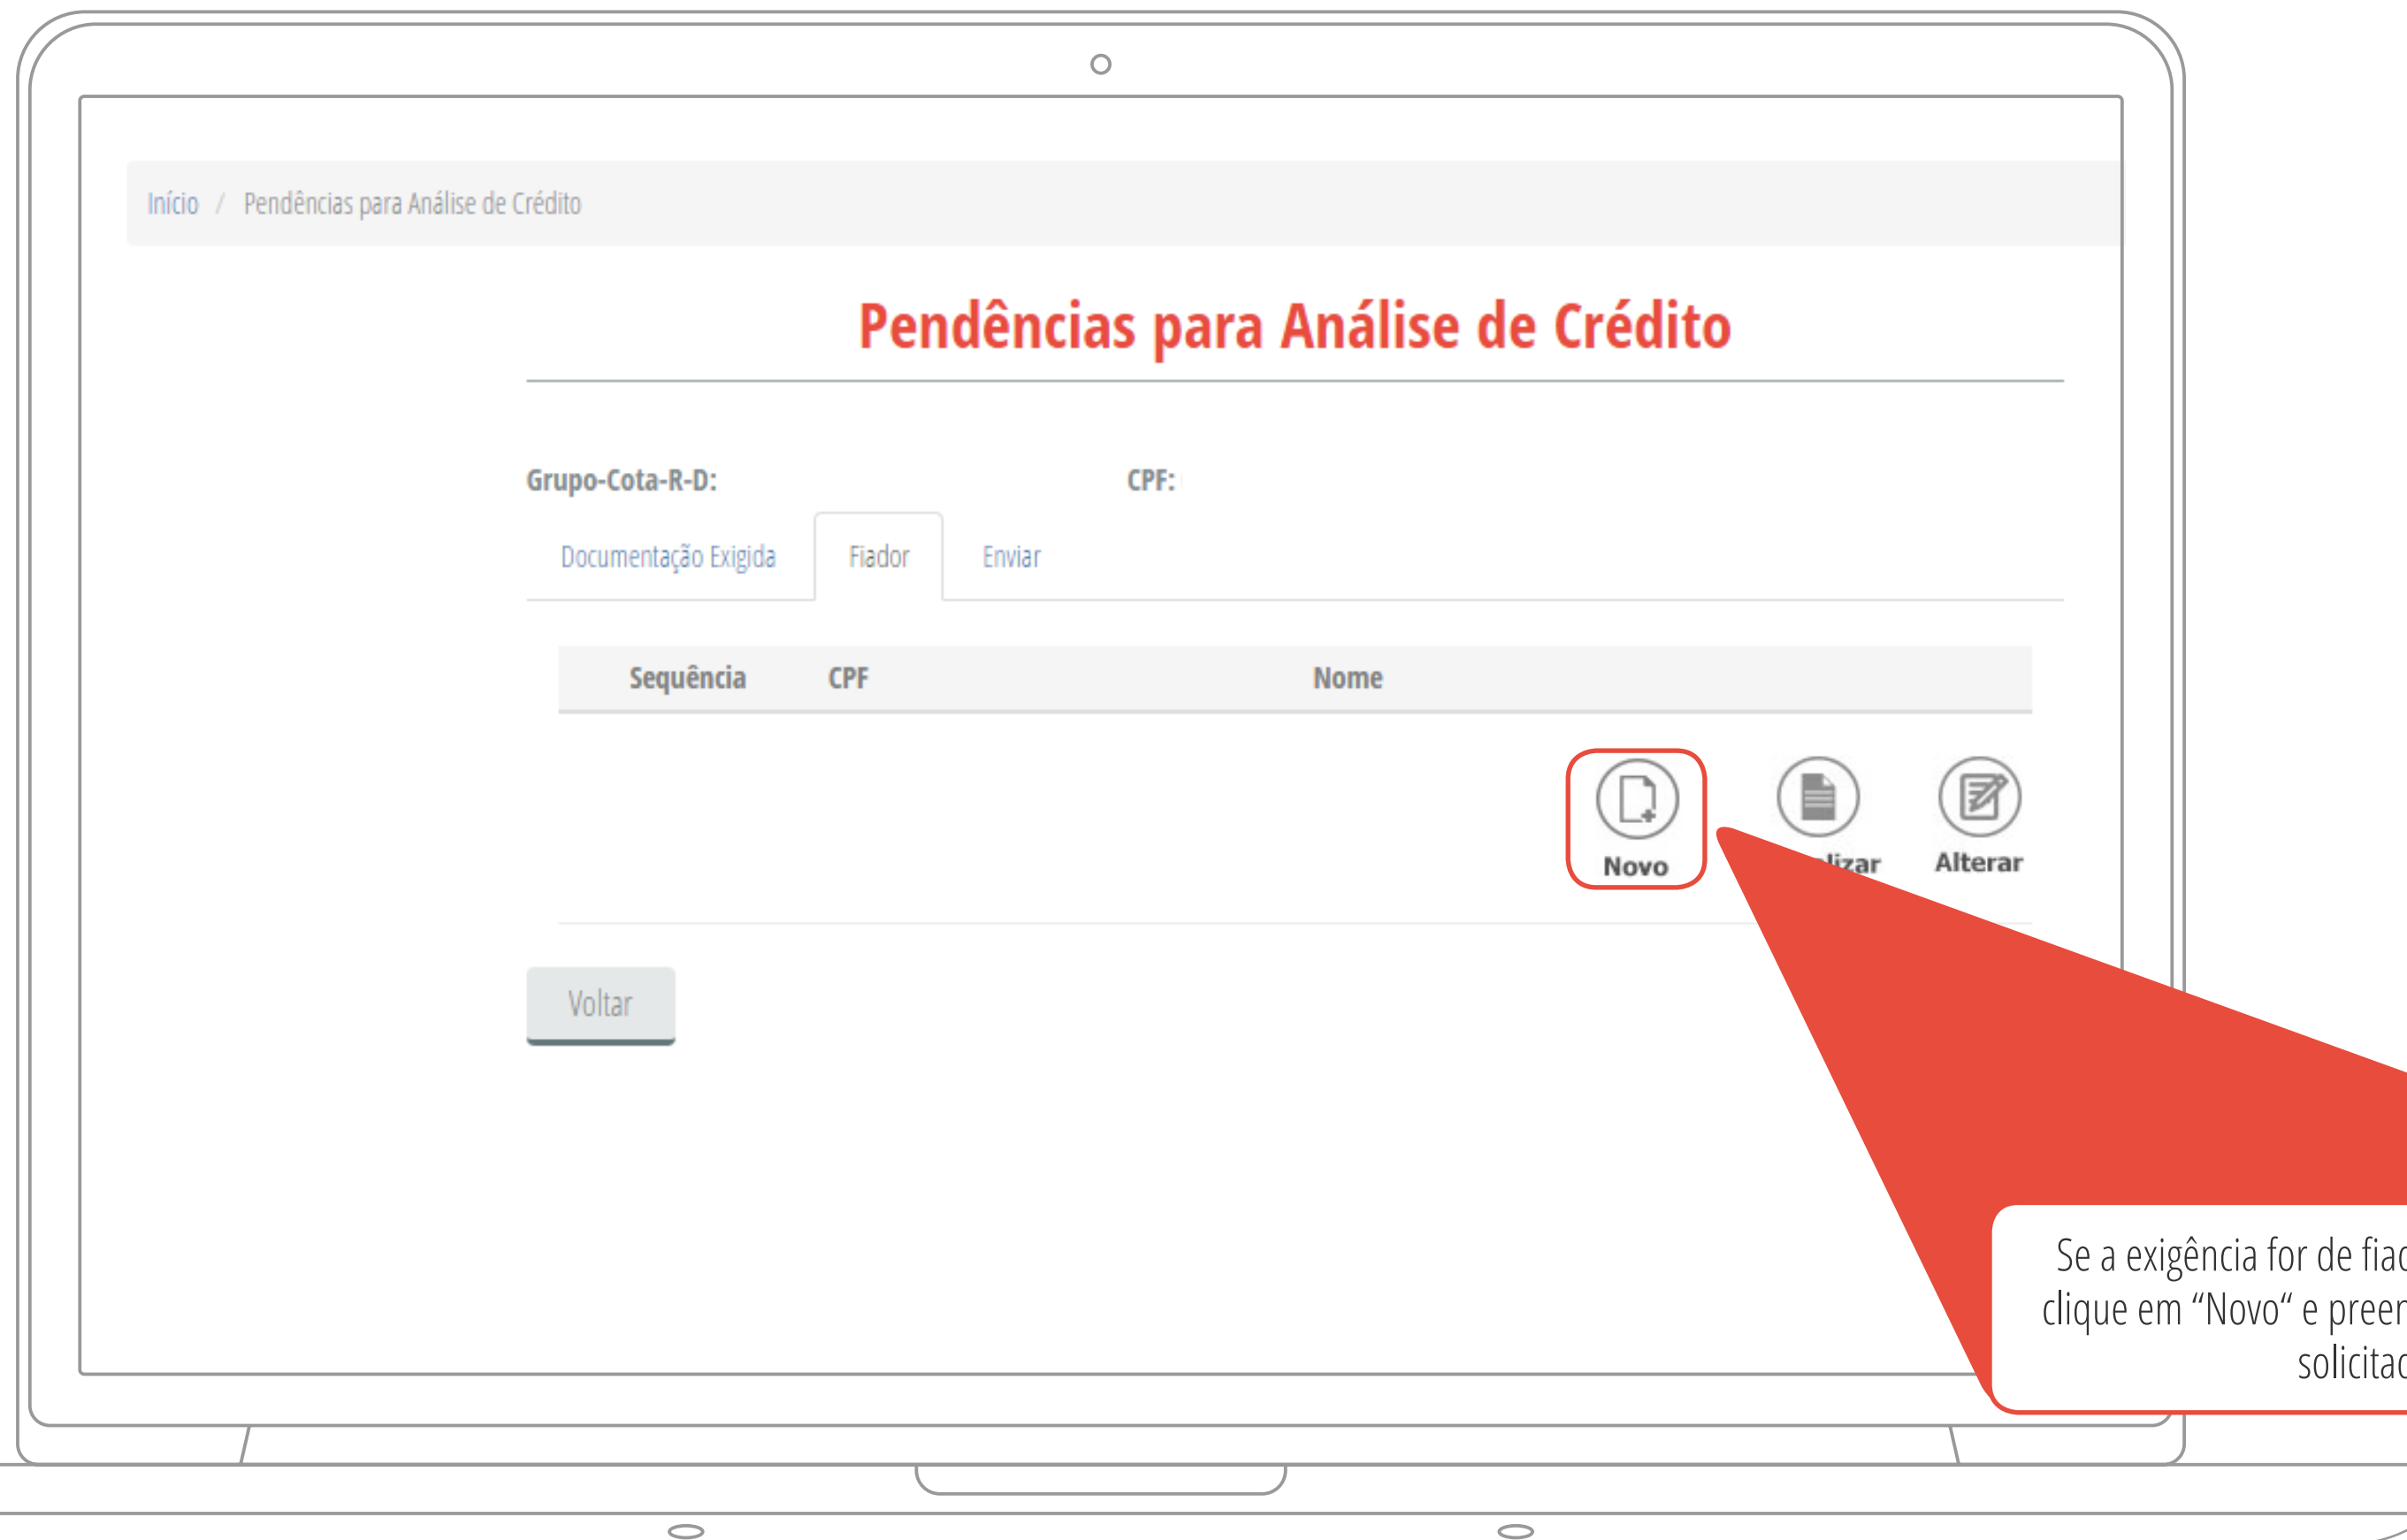 Início / Pendências para Análise de Crédito
Pendências para Análise de Crédito
Grupo-Cota-R-D: CPF:
Documentação Exigida Fiador Enviar
Sequência CPF Nome
Novo Alterar
Voltar
Se a exigência for de
clique em “Novo“ e